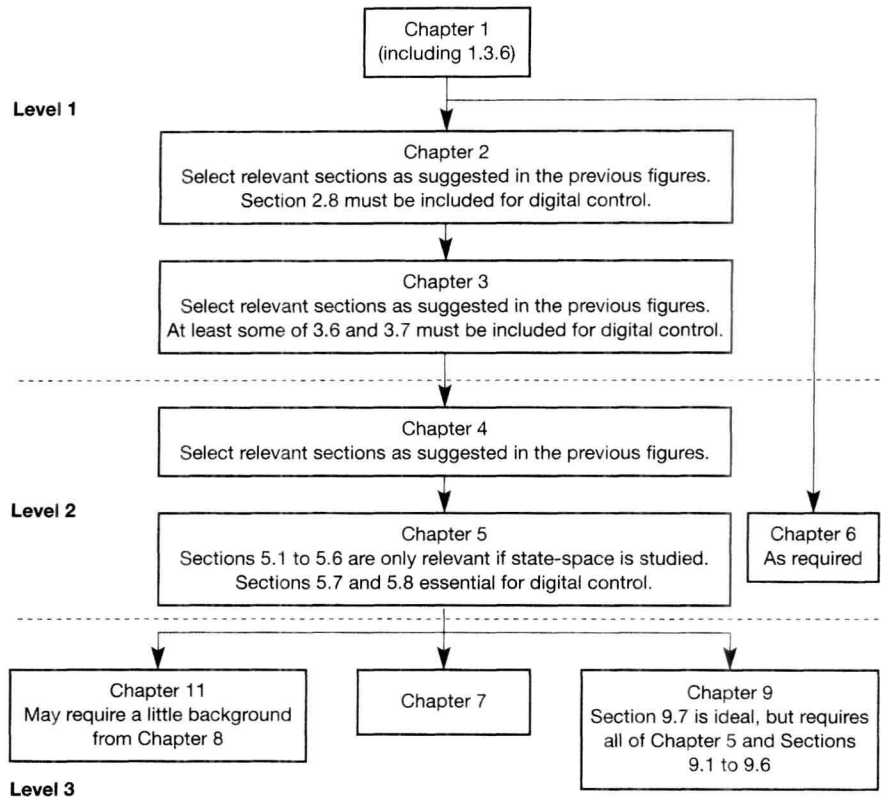 Chapter 1
(including 1.3.6)
Level 1
Chapter 2
Select relevant sections as suggested in the previous figures.
Section 2.8 must be included for digital control.
Chapter 3
Select relevant sections as suggested in the previous figures.
At least some of 3.6 and 3.7 must be included for digital control.
Chapter 4
Select relevant sections as suggested in the previous figures.
Level 2
Chapter 5
Sections 5.1 to 5.6 are only relevant if state-space is studied.
Sections 5.7 and 5.8 essential for digital control.
Chapter 6
As required
Chapter 11
May require a little background
from Chapter 8
Chapter 7
Chapter 9
Section 9.7 is ideal, but requires
all of Chapter 5 and Sections
9.1 to 9.6
Level 3